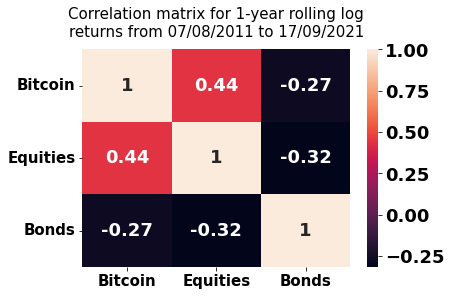 Correlation matrix for 1-year rolling log
returns from 07/08/2011 to 17/09/2021
Bitcoin 1 0.44 -0.27
Equities 0.44 1 -0.32
Bonds -0.27 -0.32 1
Bitcoin Equities Bonds
1.00
0.75
0.50
0.25
0.00
−0.25